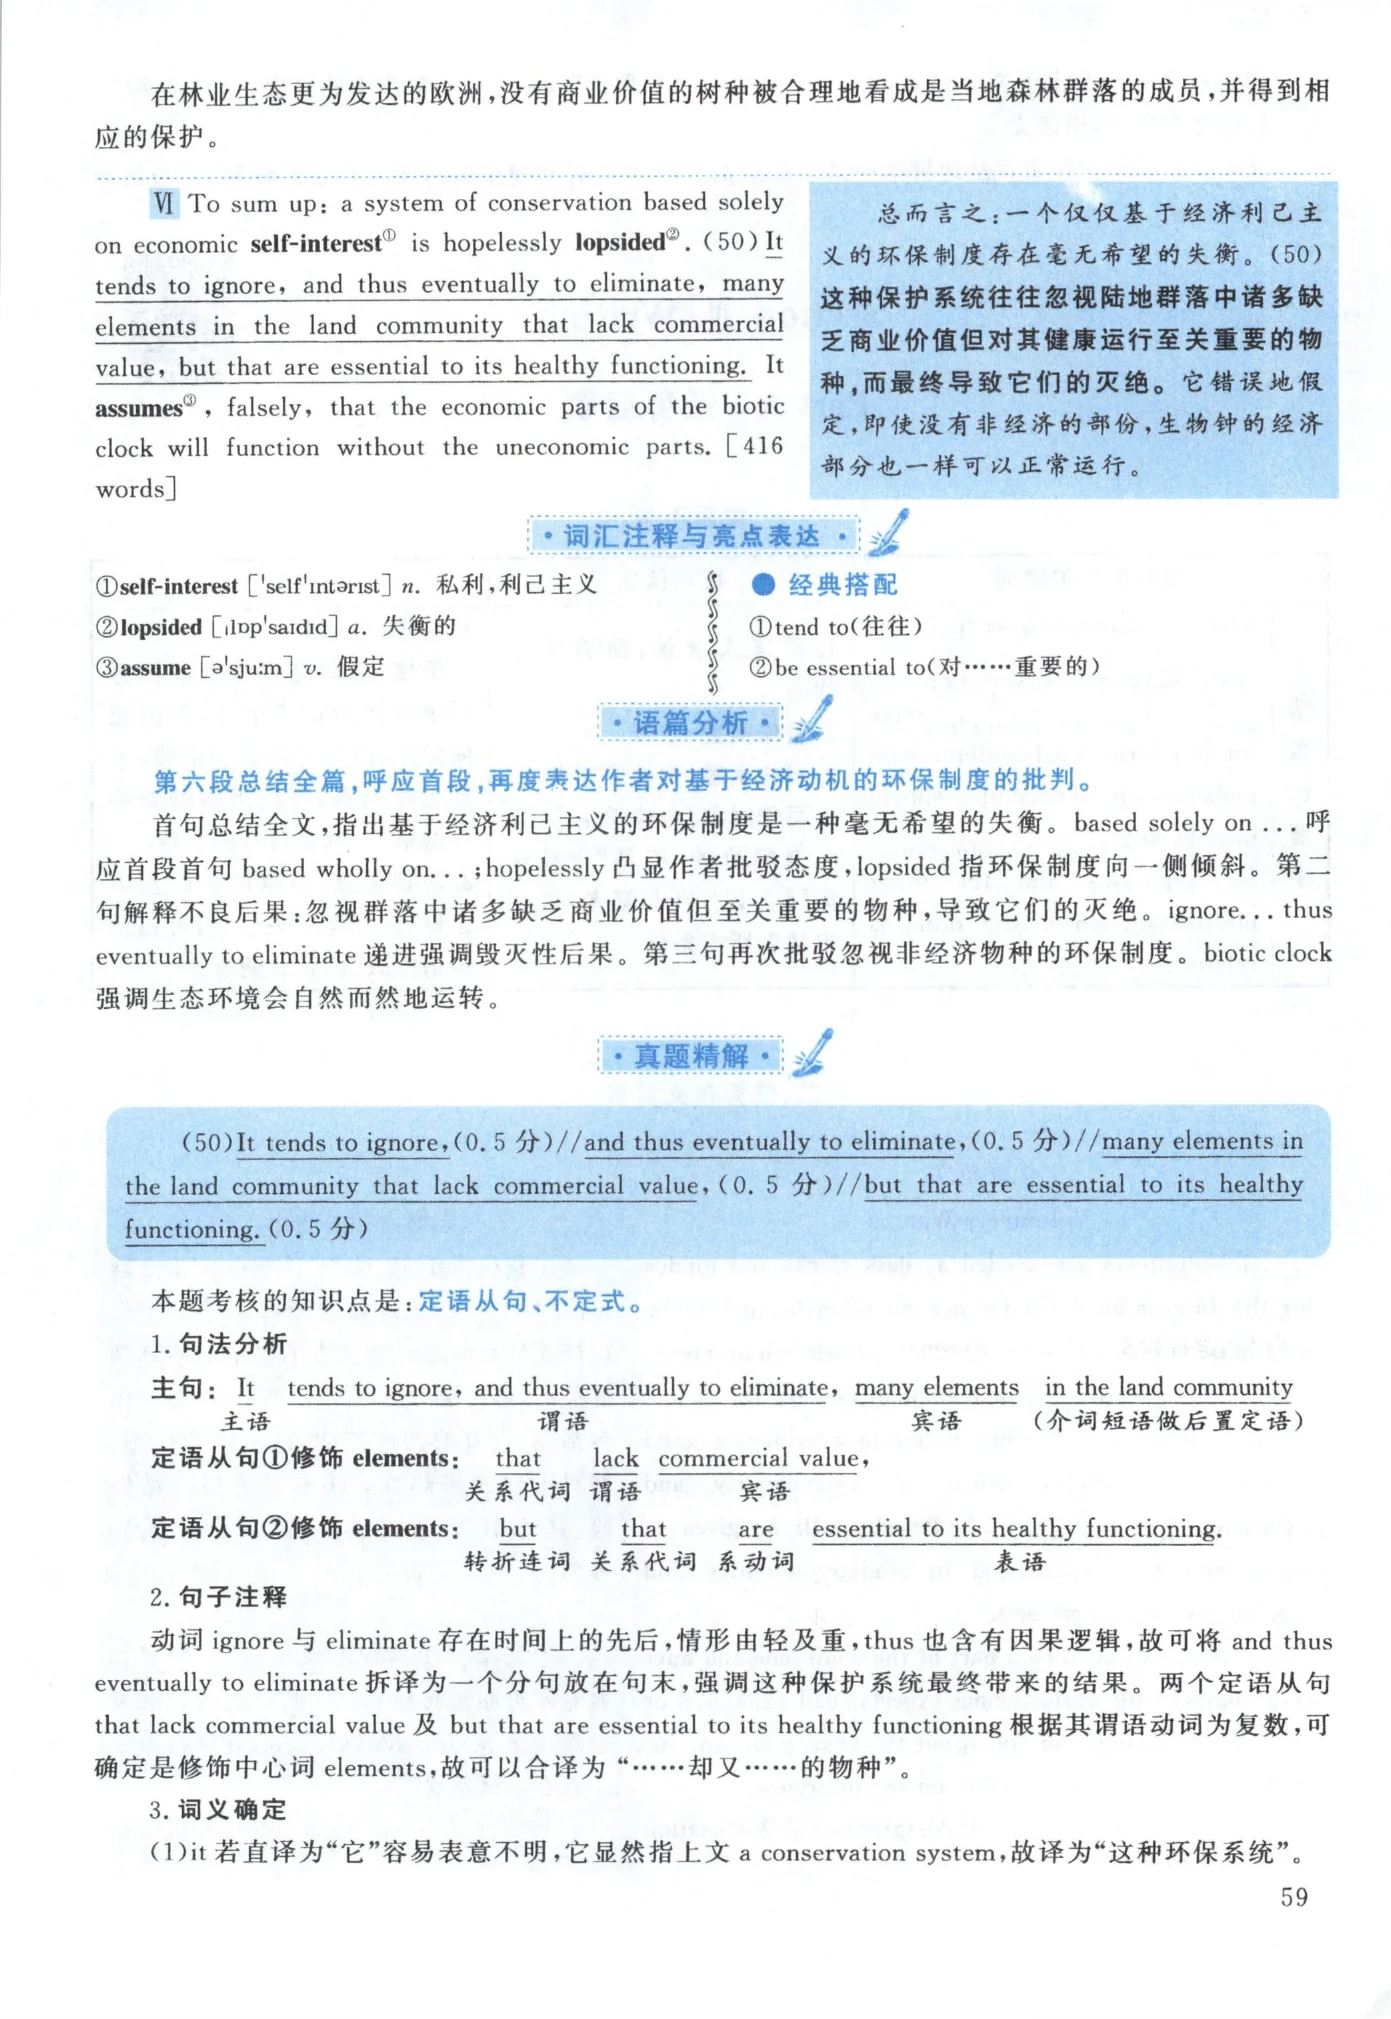 在林业生态更为发达的欧洲,没有商业价值的树种被合理地看成是当地森林群落的成员,并得到相
应的保护。
Ⅵ To sum up: a system of conservation based solely
on economic self-interest① is hopelessly lopsided②. (50) It
tends to ignore, and thus eventually to eliminate, many
elements in the land community that lack commercial
value, but that are essential to its healthy functioning. It
assumes③, falsely, that the economic parts of the biotic
clock will function without the uneconomic parts. [416
words]
总而言之:一个仅仅基于经济利己主
义的环保制度存在毫无希望的失衡。(50)
这种保护系统往往忽视陆地群落中诸多缺
乏商业价值但对其健康运行至关重要的物
种,而最终导致它们的灭绝。它错误地假
定,即使没有非经济的部份,生物钟的经济
部分也一样可以正常运行。
·词汇注释与亮点表达·
①self-interest [ˈselfˈɪntərɪst] n. 私利,利己主义
②lopsided [ˌlɒpˈsaɪdɪd] a. 失衡的
③assume [əˈsjuːm] v. 假定
● 经典搭配
①tend to(往往)
②be essential to(对……重要的)
·语篇分析·
第六段总结全篇,呼应首段,再度表达作者对基于经济动机的环保制度的批判。
首句总结全文,指出基于经济利己主义的环保制度是一种毫无希望的失衡。based solely on ... 呼
应首段首句 based wholly on...;hopelessly 凸显作者批驳态度,lopsided 指环保制度向一侧倾斜。第二
句解释不良后果:忽视群落中诸多缺乏商业价值但至关重要的物种,导致它们的灭绝。ignore... thus
eventually to eliminate 递进强调毁灭性后果。第三句再次批驳忽视非经济物种的环保制度。biotic clock
强调生态环境会自然而然地运转。
·真题精解·
(50)It tends to ignore,(0.5 分)//and thus eventually to eliminate,(0.5 分)//many elements in
the land community that lack commercial value,(0.5 分)//but that are essential to its healthy
functioning.(0.5 分)
本题考核的知识点是:定语从句、不定式。
1. 句法分析
主句: It tends to ignore, and thus eventually to eliminate, many elements in the land community
主语 谓语 宾语 (介词短语做后置定语)
定语从句①修饰 elements: that lack commercial value,
关系代词 谓语 宾语
定语从句②修饰 elements: but that are essential to its healthy functioning.
转折连词 关系代词 系动词 表语
2. 句子注释
动词 ignore 与 eliminate 存在时间上的先后,情形由轻及重,thus 也含有因果逻辑,故可将 and thus
eventually to eliminate 拆译为一个分句放在句末,强调这种保护系统最终带来的结果。两个定语从句
that lack commercial value 及 but that are essential to its healthy functioning 根据其谓语动词为复数,可
确定是修饰中心词 elements,故可以合译为“……却又……的物种”。
3. 词义确定
(1)it 若直译为“它”容易表意不明,它显然指上文 a conservation system,故译为“这种环保系统”。
59